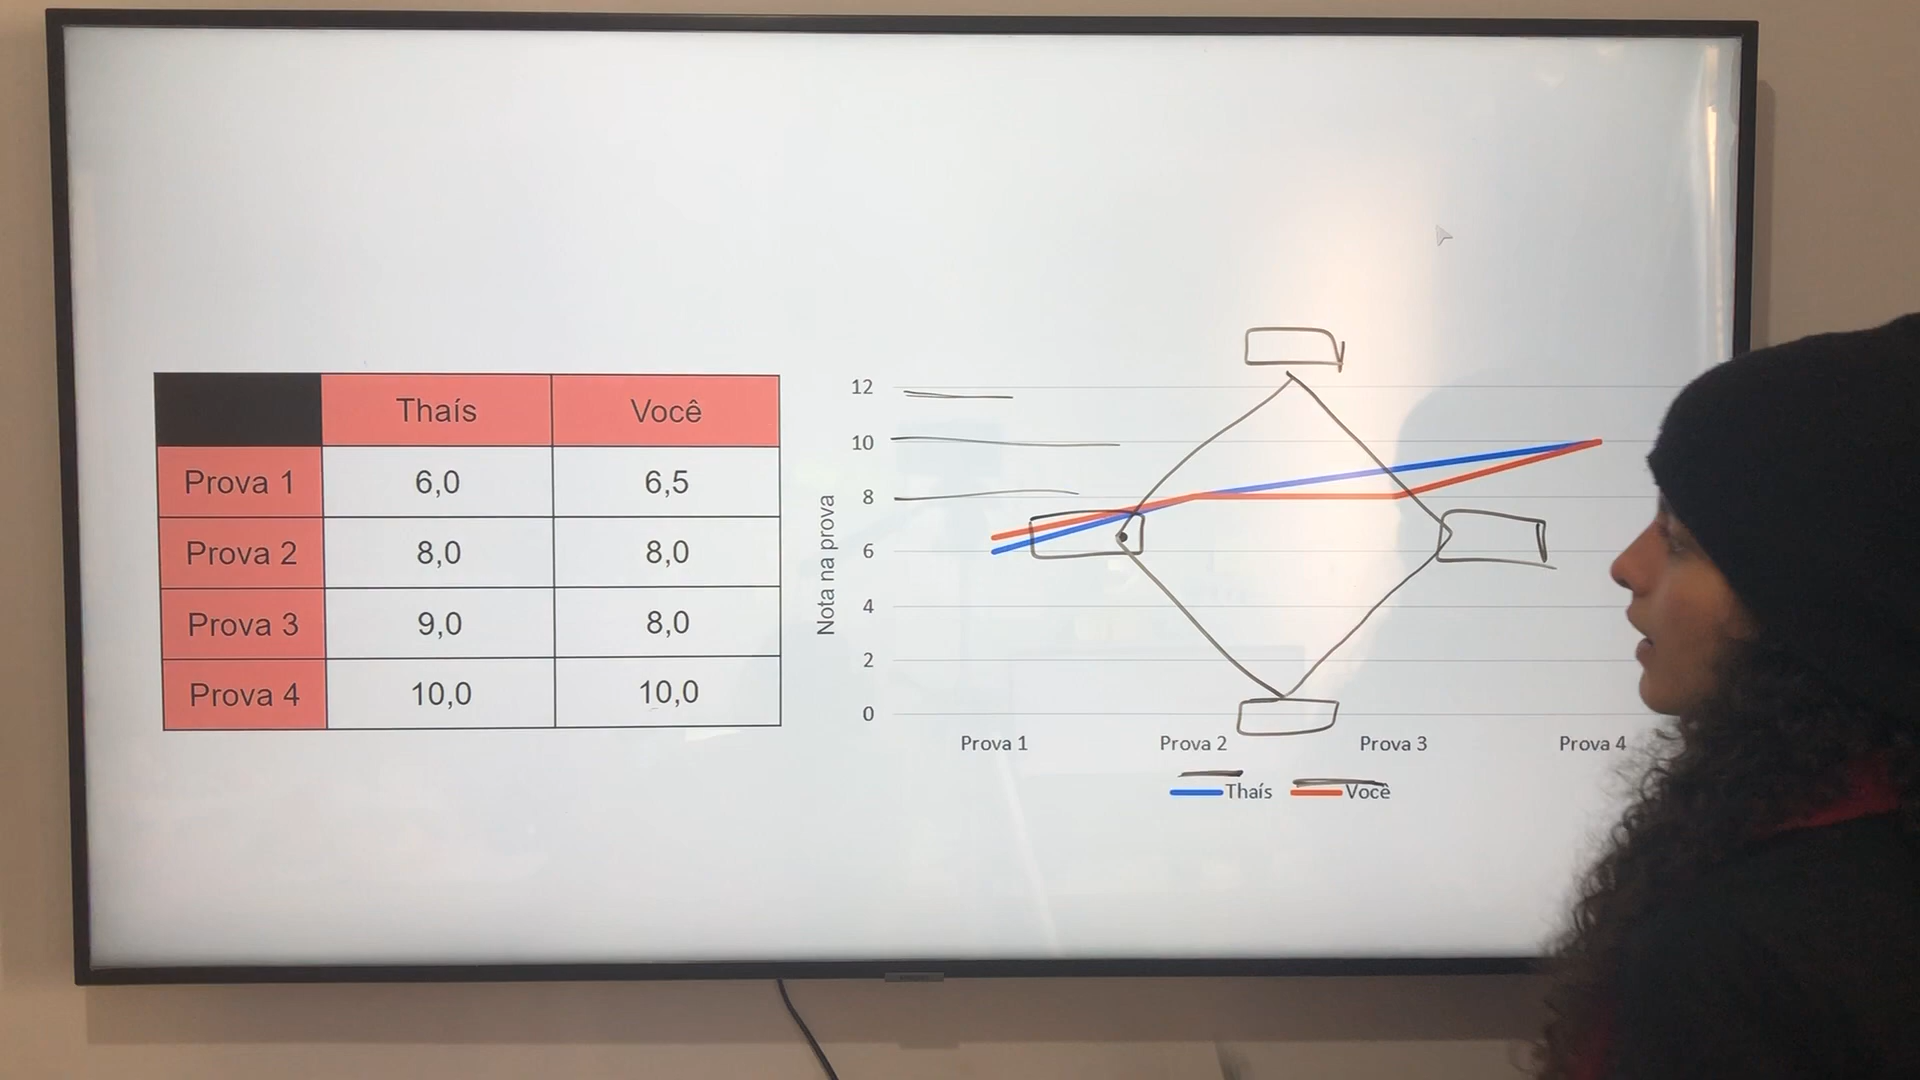 Thaís Você
Prova 1 6,0 6,5
Prova 2 8,0 8,0
Prova 3 9,0 8,0
Prova 4 10,0 10,0
Nota na prova
12
10
8
6
4
2
0
Prova 1 Prova 2 Prova 3 Prova 4
Thaís Você